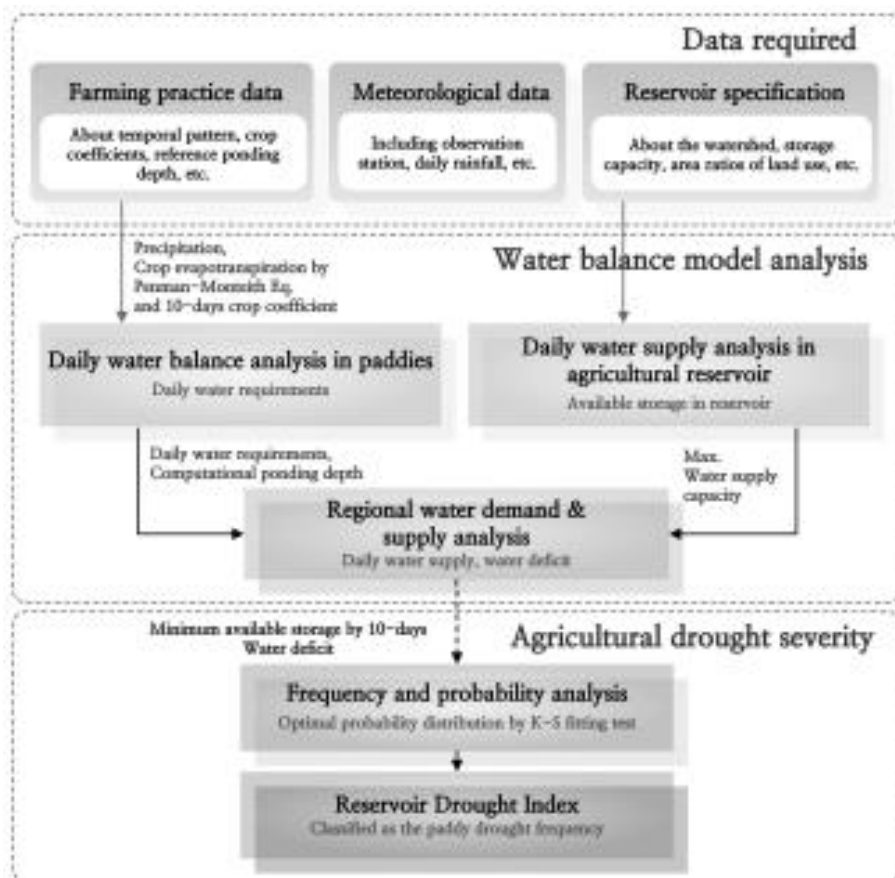 Data required
Farming practice data
About temporal pattern, crop
coefficients, reference ponding
depth, etc.
Meteorological data
Including observation
station, daily rainfall, etc.
Reservoir specification
About the watershed, storage
capacity, area ratios of land use, etc.
Water balance model analysis
Precipitation,
Crop evapotranspiration by
Penman-Monteith Eq.
and 10-days crop coefficient
Daily water balance analysis in paddies
Daily water requirements
Daily water supply analysis in
agricultural reservoir
Available storage in reservoir
Daily water requirements,
Computational ponding depth
Max.
Water supply
capacity
Regional water demand &
supply analysis
Daily water supply, water deficit
Agricultural drought severity
Minimum available storage by 10-days
Water deficit
Frequency and probability analysis
Optimal probability distribution by K-S fitting test
Reservoir Drought Index
Classified as the paddy drought frequency